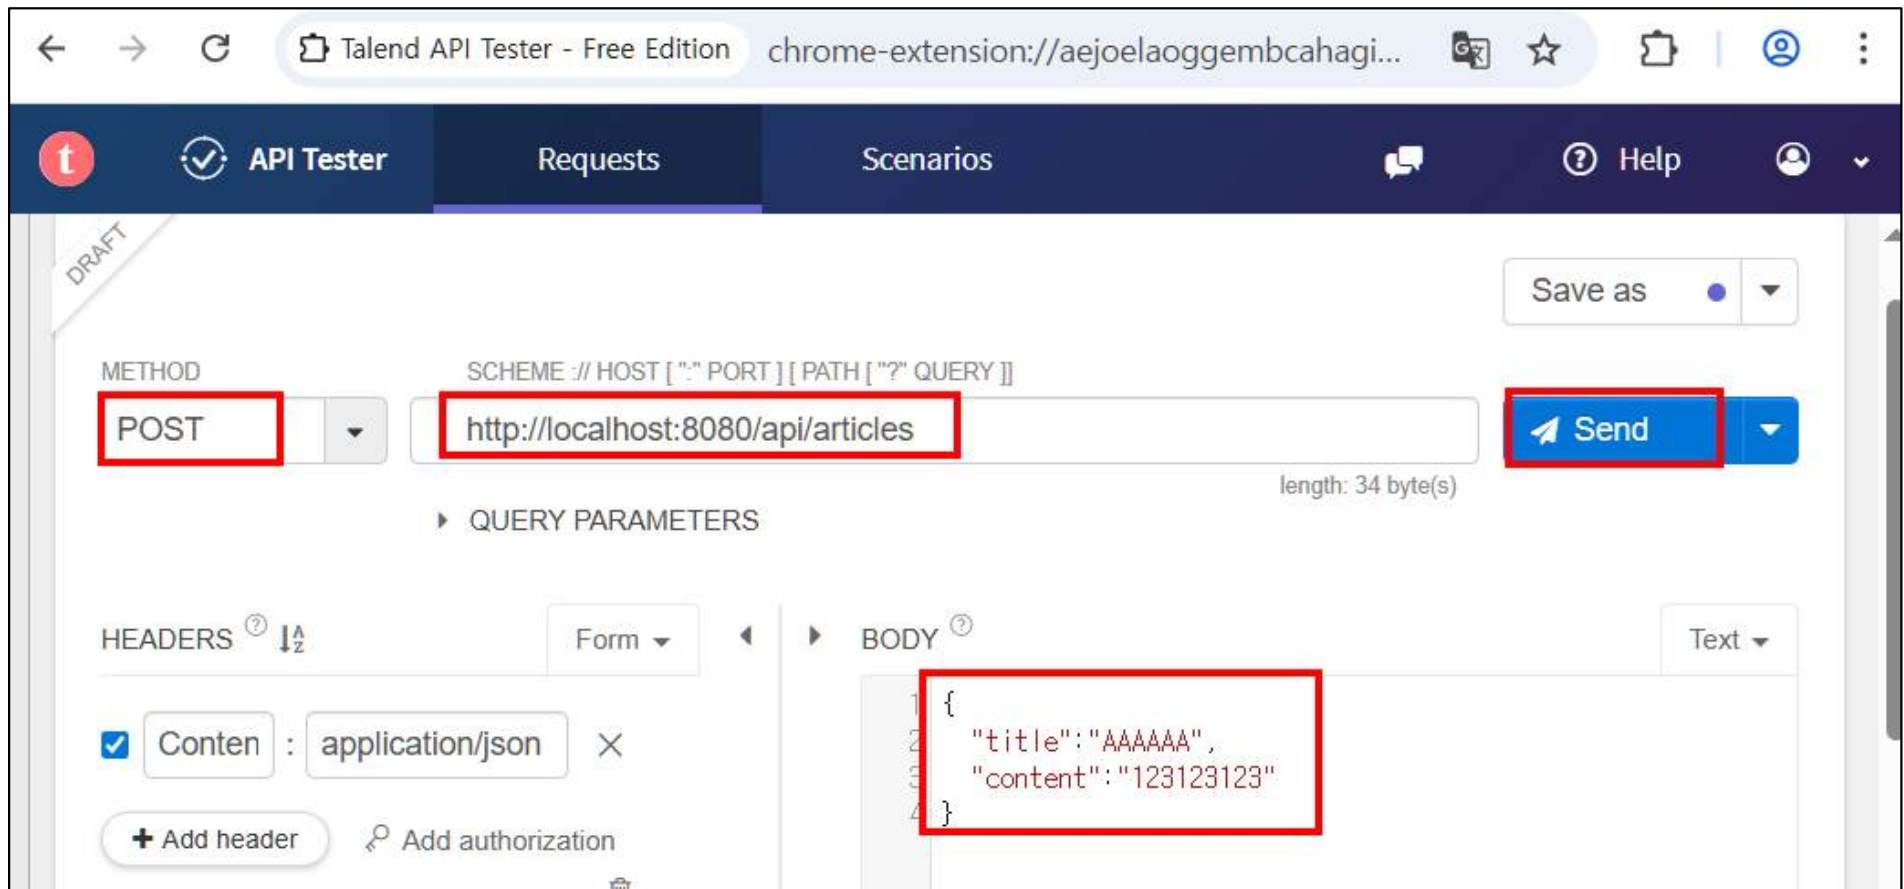 Talend API Tester - Free Edition chrome-extension://aejoelaoggembcahagi...
t API Tester Requests Scenarios Help
DRAFT
Save as
METHOD SCHEME :// HOST [ ":" PORT ] [ PATH [ "?" QUERY ]]
POST http://localhost:8080/api/articles Send
length: 34 byte(s)
QUERY PARAMETERS
HEADERS ? Form BODY ? Text
1 {
Conten : application/json 2 "title":"AAAAAA",
3 "content":"123123123"
4 }
Add header Add authorization